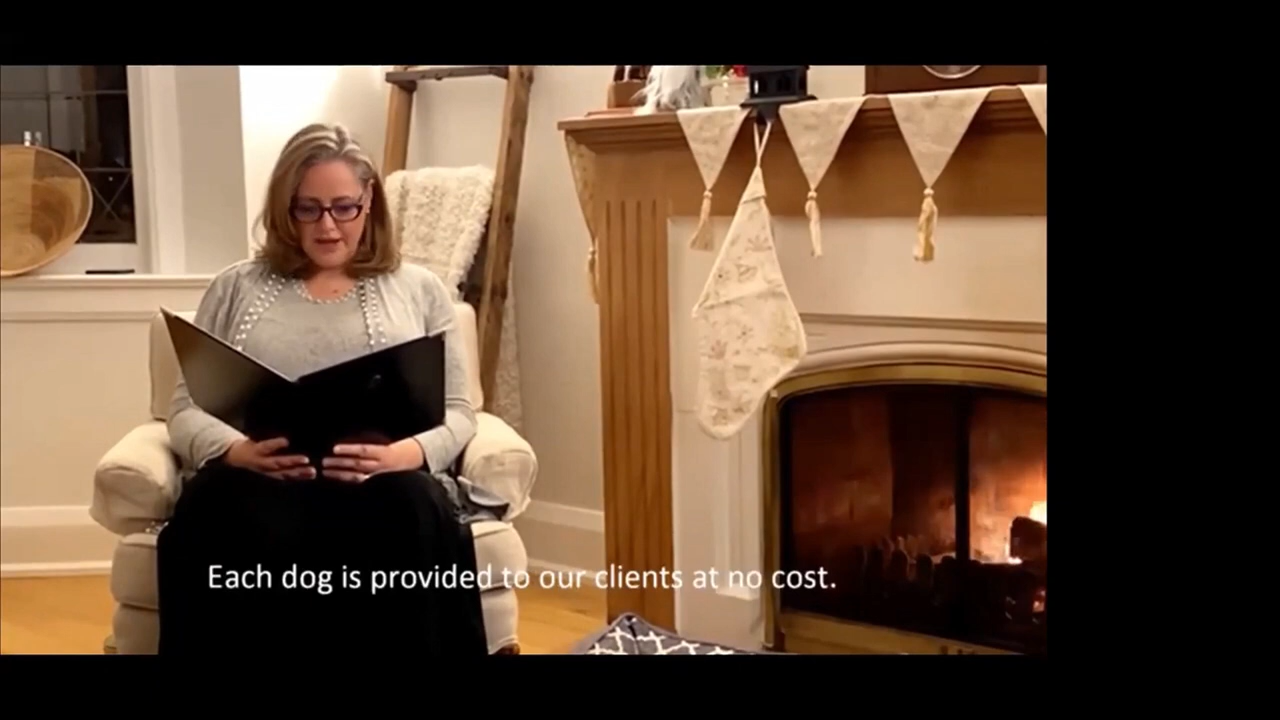 Each dog is provided to our clients at no cost.